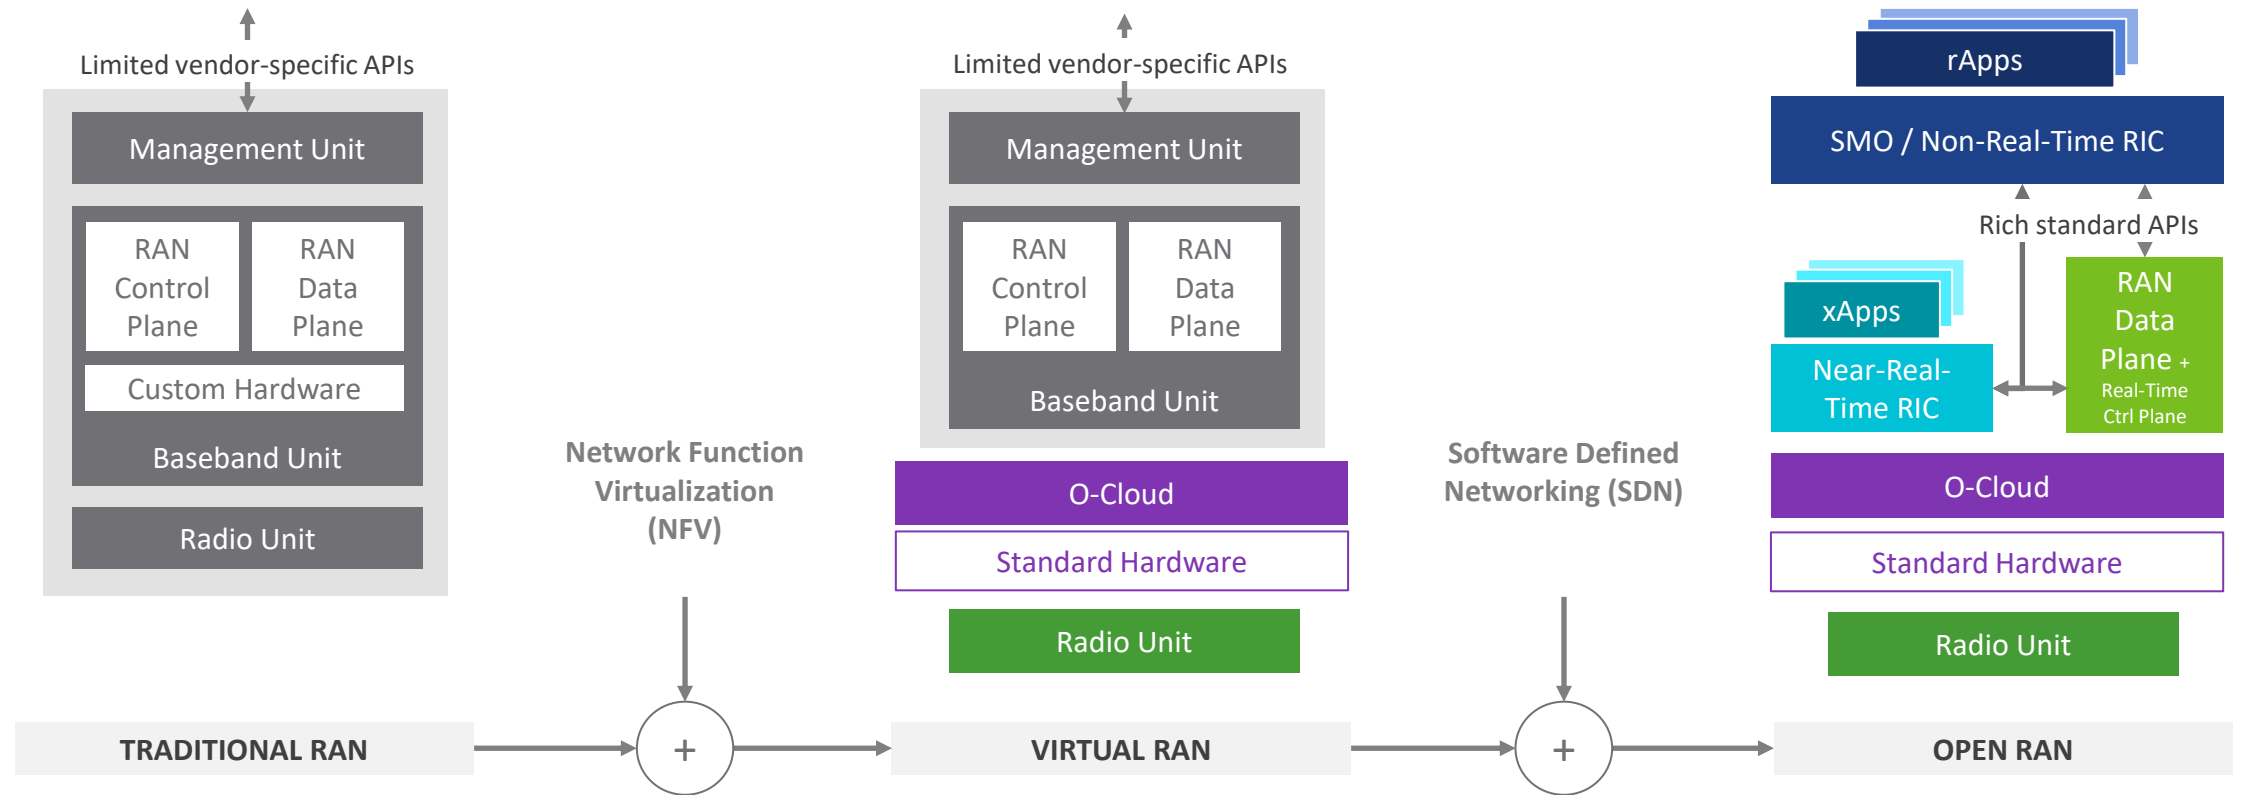 Limited vendor-specific APIs
Management Unit
RAN
Control
Plane
RAN
Data
Plane
Custom Hardware
Baseband Unit
Radio Unit
TRADITIONAL RAN
Network Function
Virtualization
(NFV)
+
Limited vendor-specific APIs
Management Unit
RAN
Control
Plane
RAN
Data
Plane
Baseband Unit
O-Cloud
Standard Hardware
Radio Unit
VIRTUAL RAN
Software Defined
Networking (SDN)
+
rApps
SMO / Non-Real-Time RIC
Rich standard APIs
xApps
Near-Real-
Time RIC
RAN
Data
Plane +
Real-Time
Ctrl Plane
O-Cloud
Standard Hardware
Radio Unit
OPEN RAN